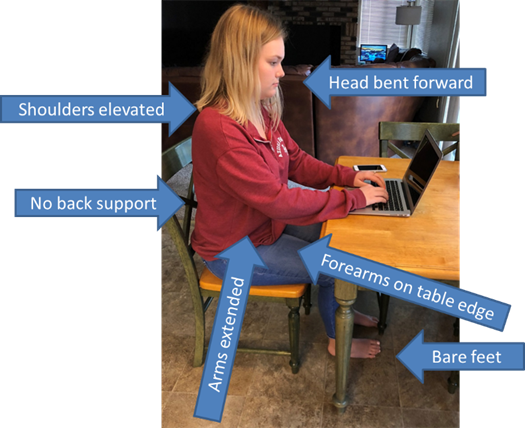 Head bent forward
Shoulders elevated
No back support
Forearms on table edge
Arms extended
Bare feet